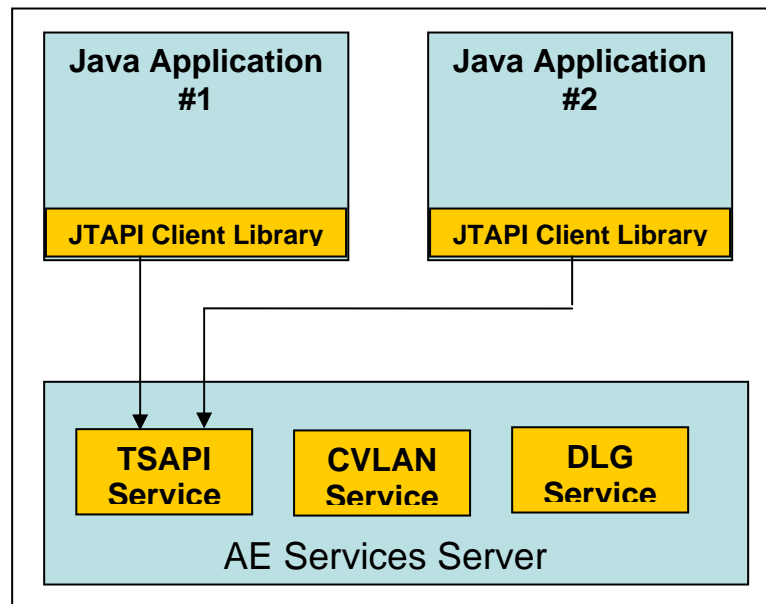 Java Application
#1
JTAPI Client Library
Java Application
#2
JTAPI Client Library
TSAPI
Service
CVLAN
Service
DLG
Service
AE Services Server